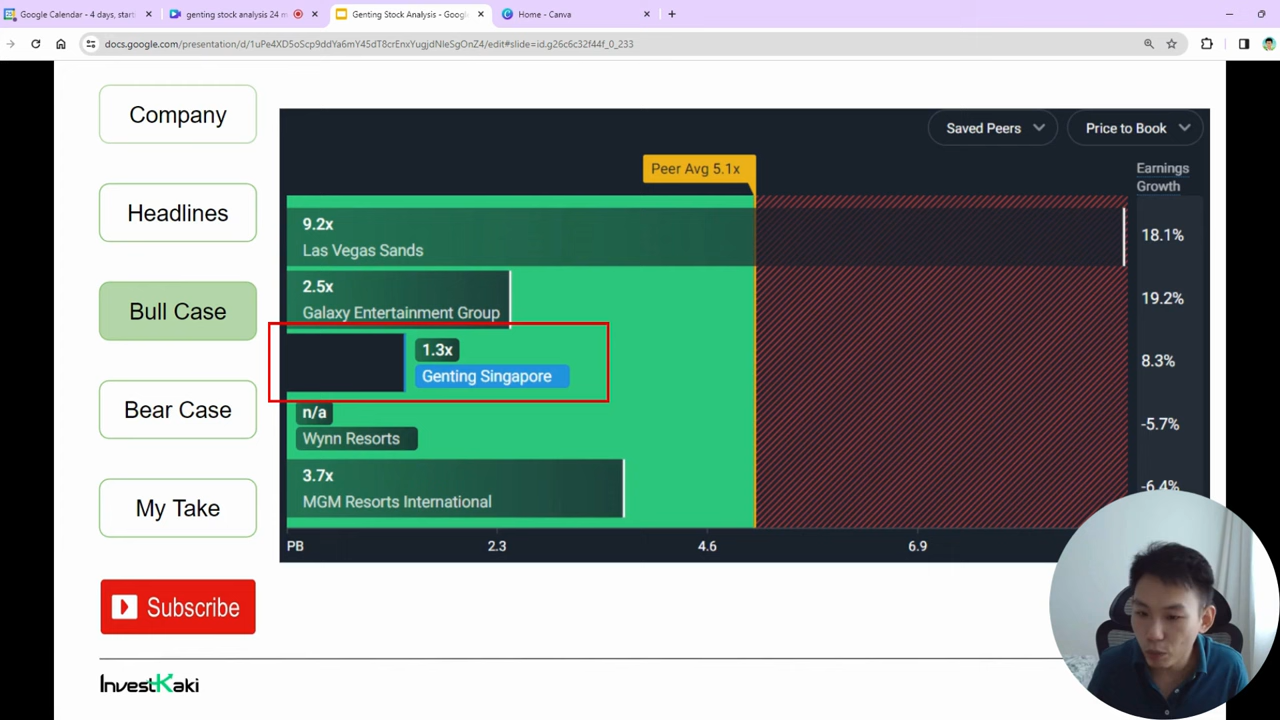 Google Calendar - 4 days, start
genting stock analysis 24 m
Genting Stock Analysis - Google
Home - Canva
docs.google.com/presentation/d/1uPe4XD5oScp9ddYa6mY45dT8crEnxYugjdNIeSgOnZ4/edit#slide=id.g26c6c32f44f_0_233
Company
Headlines
Bull Case
Bear Case
My Take
Subscribe
InvestKaki
Saved Peers
Price to Book
Peer Avg 5.1x
Earnings
Growth
9.2x
Las Vegas Sands
18.1%
2.5x
Galaxy Entertainment Group
19.2%
1.3x
Genting Singapore
8.3%
n/a
Wynn Resorts
-5.7%
3.7x
MGM Resorts International
-6.4%
PB
2.3
4.6
6.9